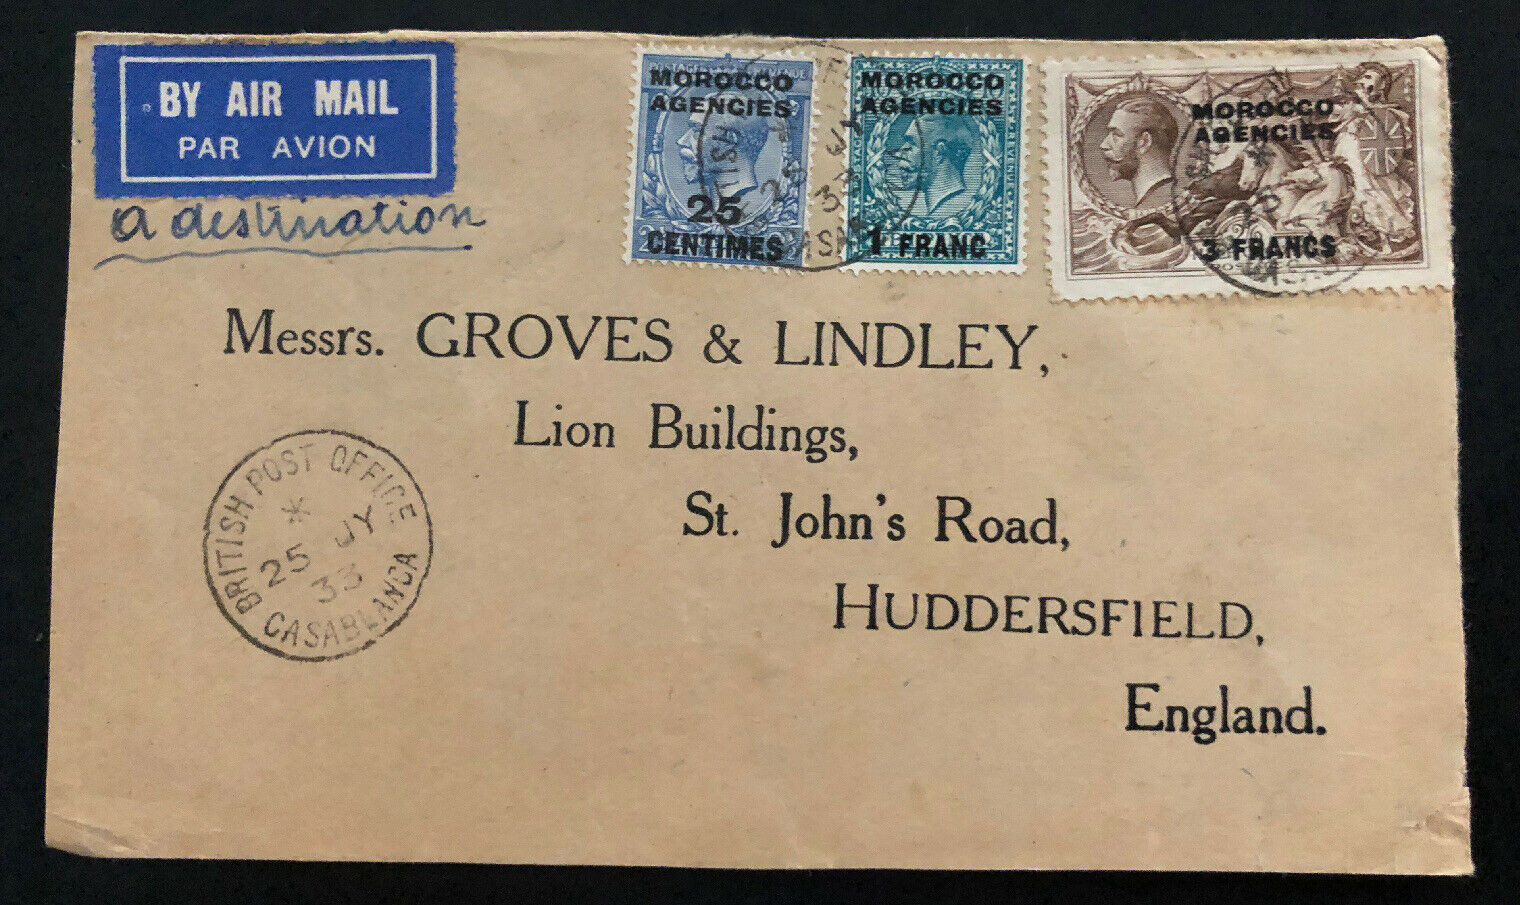 BY AIR MAIL
PAR AVION
a destination
MOROCCO
AGENCIES
25
CENTIMES
MOROCCO
AGENCIES
1 FRANC
MOROCCO
AGENCIES
3 FRANCS
Messrs. GROVES & LINDLEY,
Lion Buildings,
St. John's Road,
HUDDERSFIELD,
England.
BRITISH POST OFFICE
*
25 JY
33
CASABLANCA